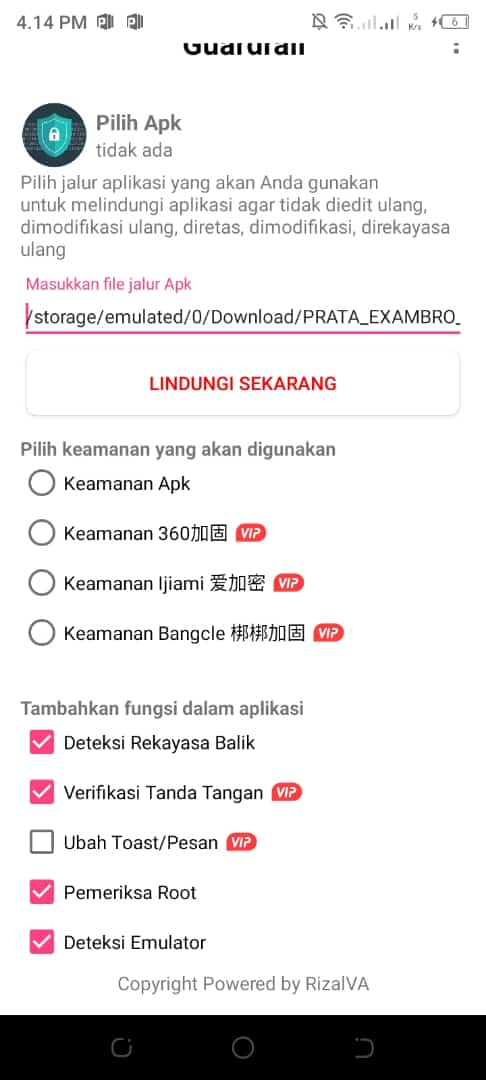 4.14 PM
5
K/s
6
Guardrail
Pilih Apk
tidak ada
Pilih jalur aplikasi yang akan Anda gunakan
untuk melindungi aplikasi agar tidak diedit ulang,
dimodifikasi ulang, diretas, dimodifikasi, direkayasa
ulang
Masukkan file jalur Apk
/storage/emulated/0/Download/PRATA_EXAMBRO_
LINDUNGI SEKARANG
Pilih keamanan yang akan digunakan
Keamanan Apk
Keamanan 360加固 VIP
Keamanan Ijiami 爱加密 VIP
Keamanan Bangcle 梆梆加固 VIP
Tambahkan fungsi dalam aplikasi
Deteksi Rekayasa Balik
Verifikasi Tanda Tangan VIP
Ubah Toast/Pesan VIP
Pemeriksa Root
Deteksi Emulator
Copyright Powered by RizalVA